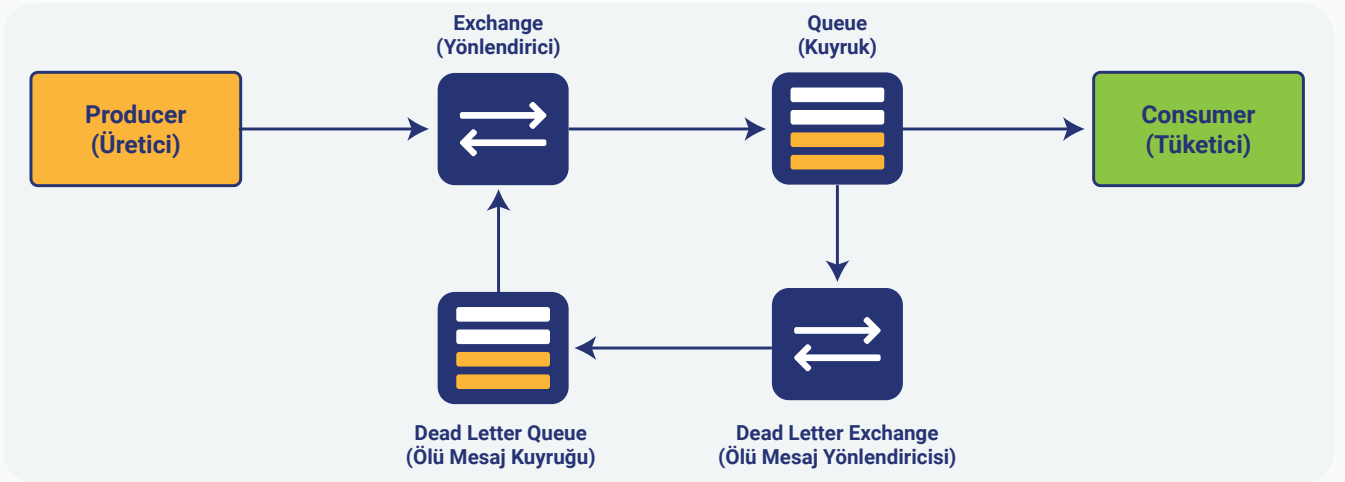 Exchange
(Yönlendirici)
Queue
(Kuyruk)
Producer
(Üretici)
Consumer
(Tüketici)
Dead Letter Queue
(Ölü Mesaj Kuyruğu)
Dead Letter Exchange
(Ölü Mesaj Yönlendiricisi)